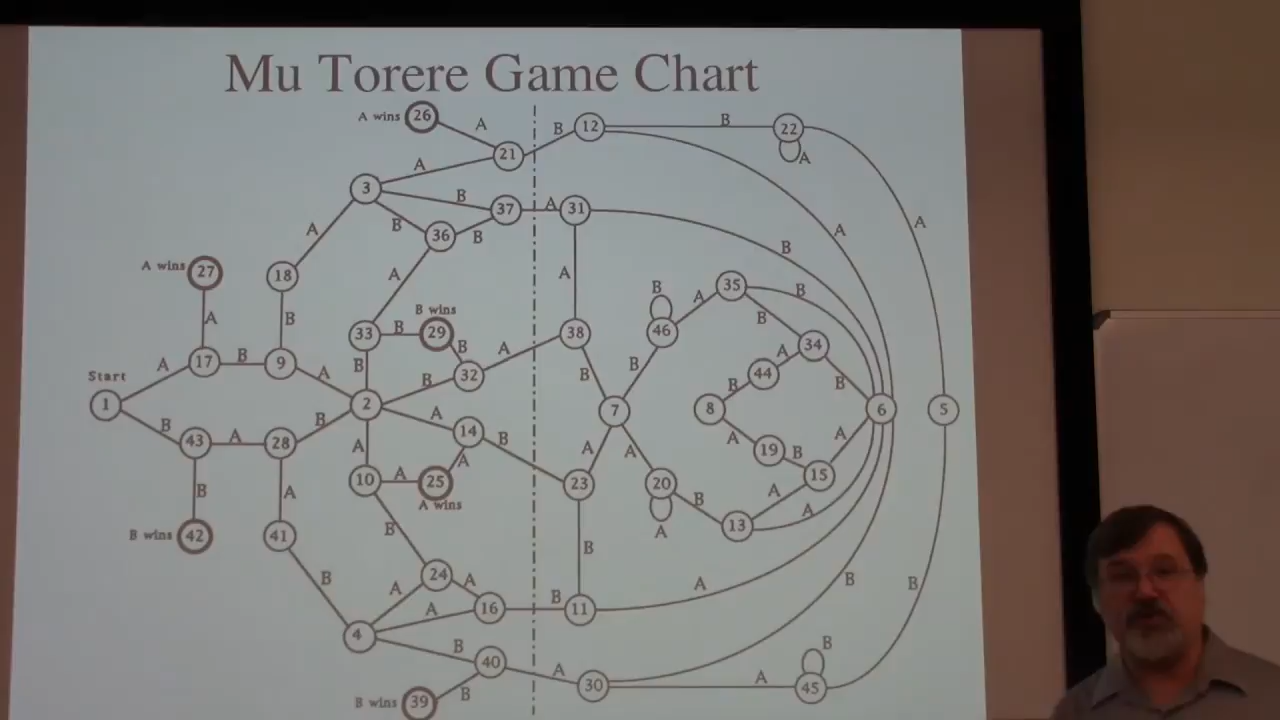 Mu Torere Game Chart
A wins 26 A B 12 B 22
21 A
A
3 B 37 A 31 A A
B 36 B B
A wins 27 18 A A B 35 B
B wins B 46 A B
A B 33 B 29 B A 38 A 34
A 17 B 9 A B B 32 B B 44 B
Start
1 2 7 8 6 5
B 43 A 28 B A A 14 B A A A 19 B A
B A 10 A 25 A 23 20 B A 15
A wins A 13 A
B wins 42 41 B B
B A 24 A A B B
A 16 B 11
4 B 40 A 30 A B 45
B wins 39 B